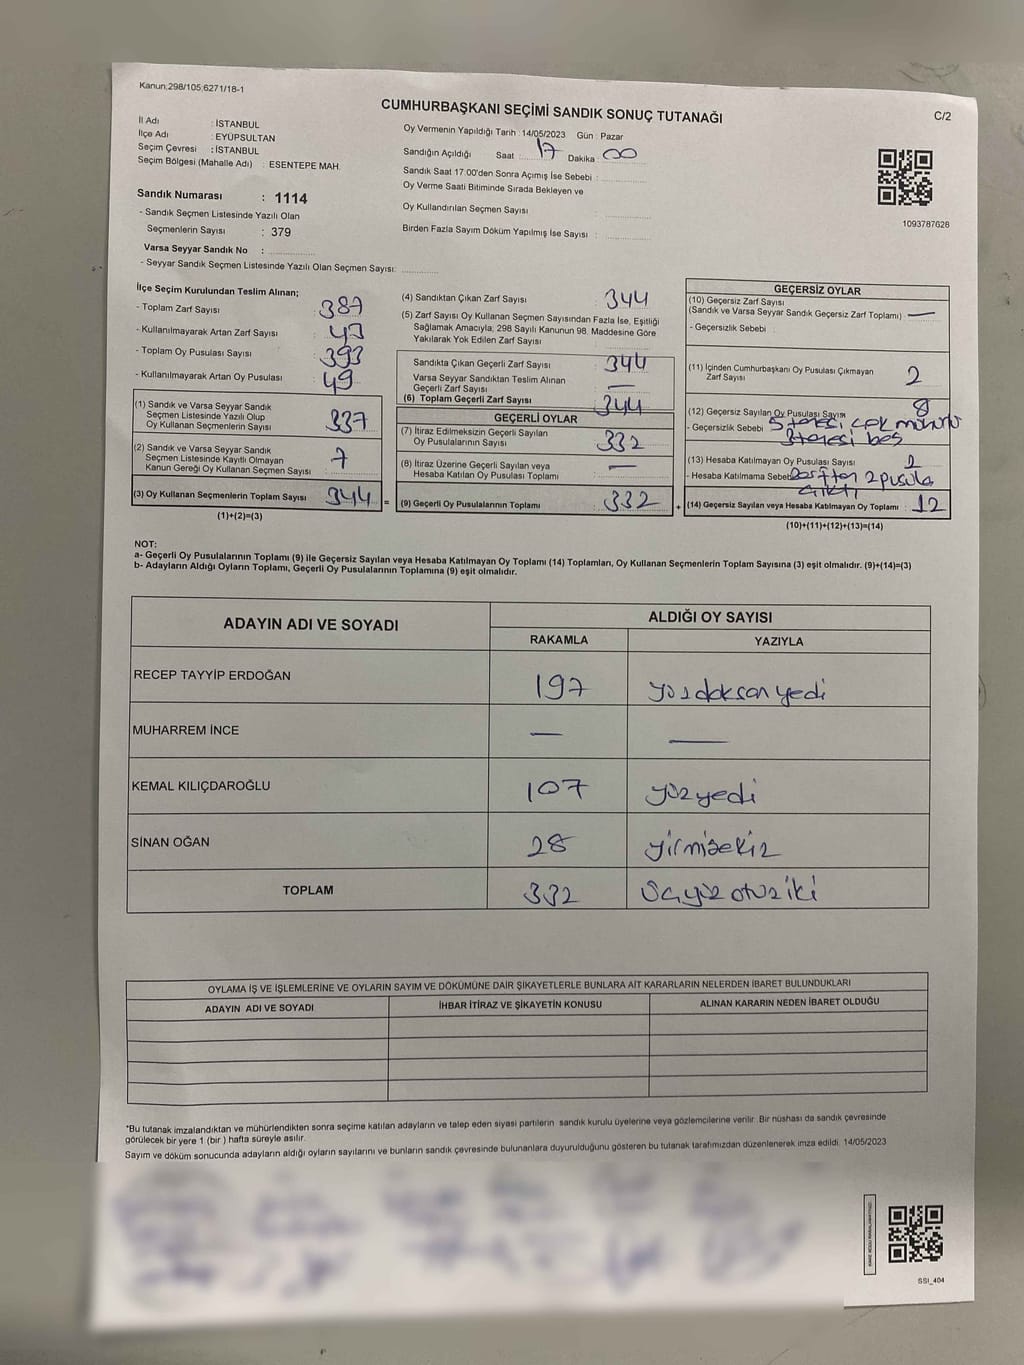 Kanun;298/105;6271/18-1
CUMHURBAŞKANI SEÇİMİ SANDIK SONUÇ TUTANAĞI
C/2
İl Adı : İSTANBUL
İlçe Adı : EYÜPSULTAN
Seçim Çevresi : İSTANBUL
Seçim Bölgesi (Mahalle Adı) : ESENTEPE MAH.
Sandık Numarası : 1114
- Sandık Seçmen Listesinde Yazılı Olan
Seçmenlerin Sayısı : 379
Varsa Seyyar Sandık No :
- Seyyar Sandık Seçmen Listesinde Yazılı Olan Seçmen Sayısı:
Oy Vermenin Yapıldığı Tarih : 14/05/2023 Gün : Pazar
Sandığın Açıldığı Saat : 17 Dakika : 00
Sandık Saat 17:00'den Sonra Açımış İse Sebebi :
Oy Verme Saati Bitiminde Sırada Bekleyen ve
Oy Kullandırılan Seçmen Sayısı :
Birden Fazla Sayım Döküm Yapılmış İse Sayısı :
1093787628
İlçe Seçim Kurulundan Teslim Alınan;
- Toplam Zarf Sayısı : 387
- Kullanılmayarak Artan Zarf Sayısı : 43
- Toplam Oy Pusulası Sayısı : 393
- Kullanılmayarak Artan Oy Pusulası : 49
(1) Sandık ve Varsa Seyyar Sandık
Seçmen Listesinde Yazılı Olup
Oy Kullanan Seçmenlerin Sayısı : 337
(2) Sandık ve Varsa Seyyar Sandık
Seçmen Listesinde Kayıtlı Olmayan
Kanun Gereği Oy Kullanan Seçmen Sayısı : 7
(3) Oy Kullanan Seçmenlerin Toplam Sayısı : 344 =
(1)+(2)=(3)
(4) Sandıktan Çıkan Zarf Sayısı : 344
(5) Zarf Sayısı Oy Kullanan Seçmen Sayısından Fazla İse, Eşitliği
Sağlamak Amacıyla, 298 Sayılı Kanunun 98. Maddesine Göre
Yakılarak Yok Edilen Zarf Sayısı :
Sandıkta Çıkan Geçerli Zarf Sayısı : 344
Varsa Seyyar Sandıktan Teslim Alınan
Geçerli Zarf Sayısı : —
(6) Toplam Geçerli Zarf Sayısı : 344
GEÇERLİ OYLAR
(7) İtiraz Edilmeksizin Geçerli Sayılan
Oy Pusulalarının Sayısı : 332
(8) İtiraz Üzerine Geçerli Sayılan veya
Hesaba Katılan Oy Pusulası Toplamı : —
(9) Geçerli Oy Pusulalarının Toplamı : 332 +
GEÇERSİZ OYLAR
(10) Geçersiz Zarf Sayısı
(Sandık ve Varsa Seyyar Sandık Geçersiz Zarf Toplamı) : —
- Geçersizlik Sebebi :
(11) İçinden Cumhurbaşkanı Oy Pusulası Çıkmayan
Zarf Sayısı : 2
(12) Geçersiz Sayılan Oy Pusulası Sayısı : 8
- Geçersizlik Sebebi : 5 tanesi çok mühürlü
3 tanesi boş
(13) Hesaba Katılmayan Oy Pusulası Sayısı : 2
- Hesaba Katılmama Sebebi zarftan 2 pusula
çıktı
(14) Geçersiz Sayılan veya Hesaba Katılmayan Oy Toplamı : 12
(10)+(11)+(12)+(13)=(14)
NOT:
a- Geçerli Oy Pusulalarının Toplamı (9) ile Geçersiz Sayılan veya Hesaba Katılmayan Oy Toplamı (14) Toplamları, Oy Kullanan Seçmenlerin Toplam Sayısına (3) eşit olmalıdır. (9)+(14)=(3)
b- Adayların Aldığı Oyların Toplamı, Geçerli Oy Pusulalarının Toplamına (9) eşit olmalıdır.
ADAYIN ADI VE SOYADI
ALDIĞI OY SAYISI
RAKAMLA YAZIYLA
RECEP TAYYİP ERDOĞAN 197 yüzdoksan yedi
MUHARREM İNCE — —
KEMAL KILIÇDAROĞLU 107 yüzyedi
SİNAN OĞAN 28 yirmisekiz
TOPLAM 332 üçyüz otuz iki
OYLAMA İŞ VE İŞLEMLERİNE VE OYLARIN SAYIM VE DÖKÜMÜNE DAİR ŞİKAYETLERLE BUNLARA AİT KARARLARIN NELERDEN İBARET BULUNDUKLARI
ADAYIN ADI VE SOYADI İHBAR İTİRAZ VE ŞİKAYETİN KONUSU ALINAN KARARIN NEDEN İBARET OLDUĞU
*Bu tutanak imzalandıktan ve mühürlendikten sonra seçime katılan adayların ve talep eden siyasi partilerin sandık kurulu üyelerine veya gözlemcilerine verilir. Bir nüshası da sandık çevresinde
görülecek bir yere 1 (bir ) hafta süreyle asılır.
Sayım ve döküm sonucunda adayların aldığı oyların sayılarını ve bunların sandık çevresinde bulunanlara duyurulduğunu gösteren bu tutanak tarafımızdan düzenlenerek imza edildi. 14/05/2023
SSI_404